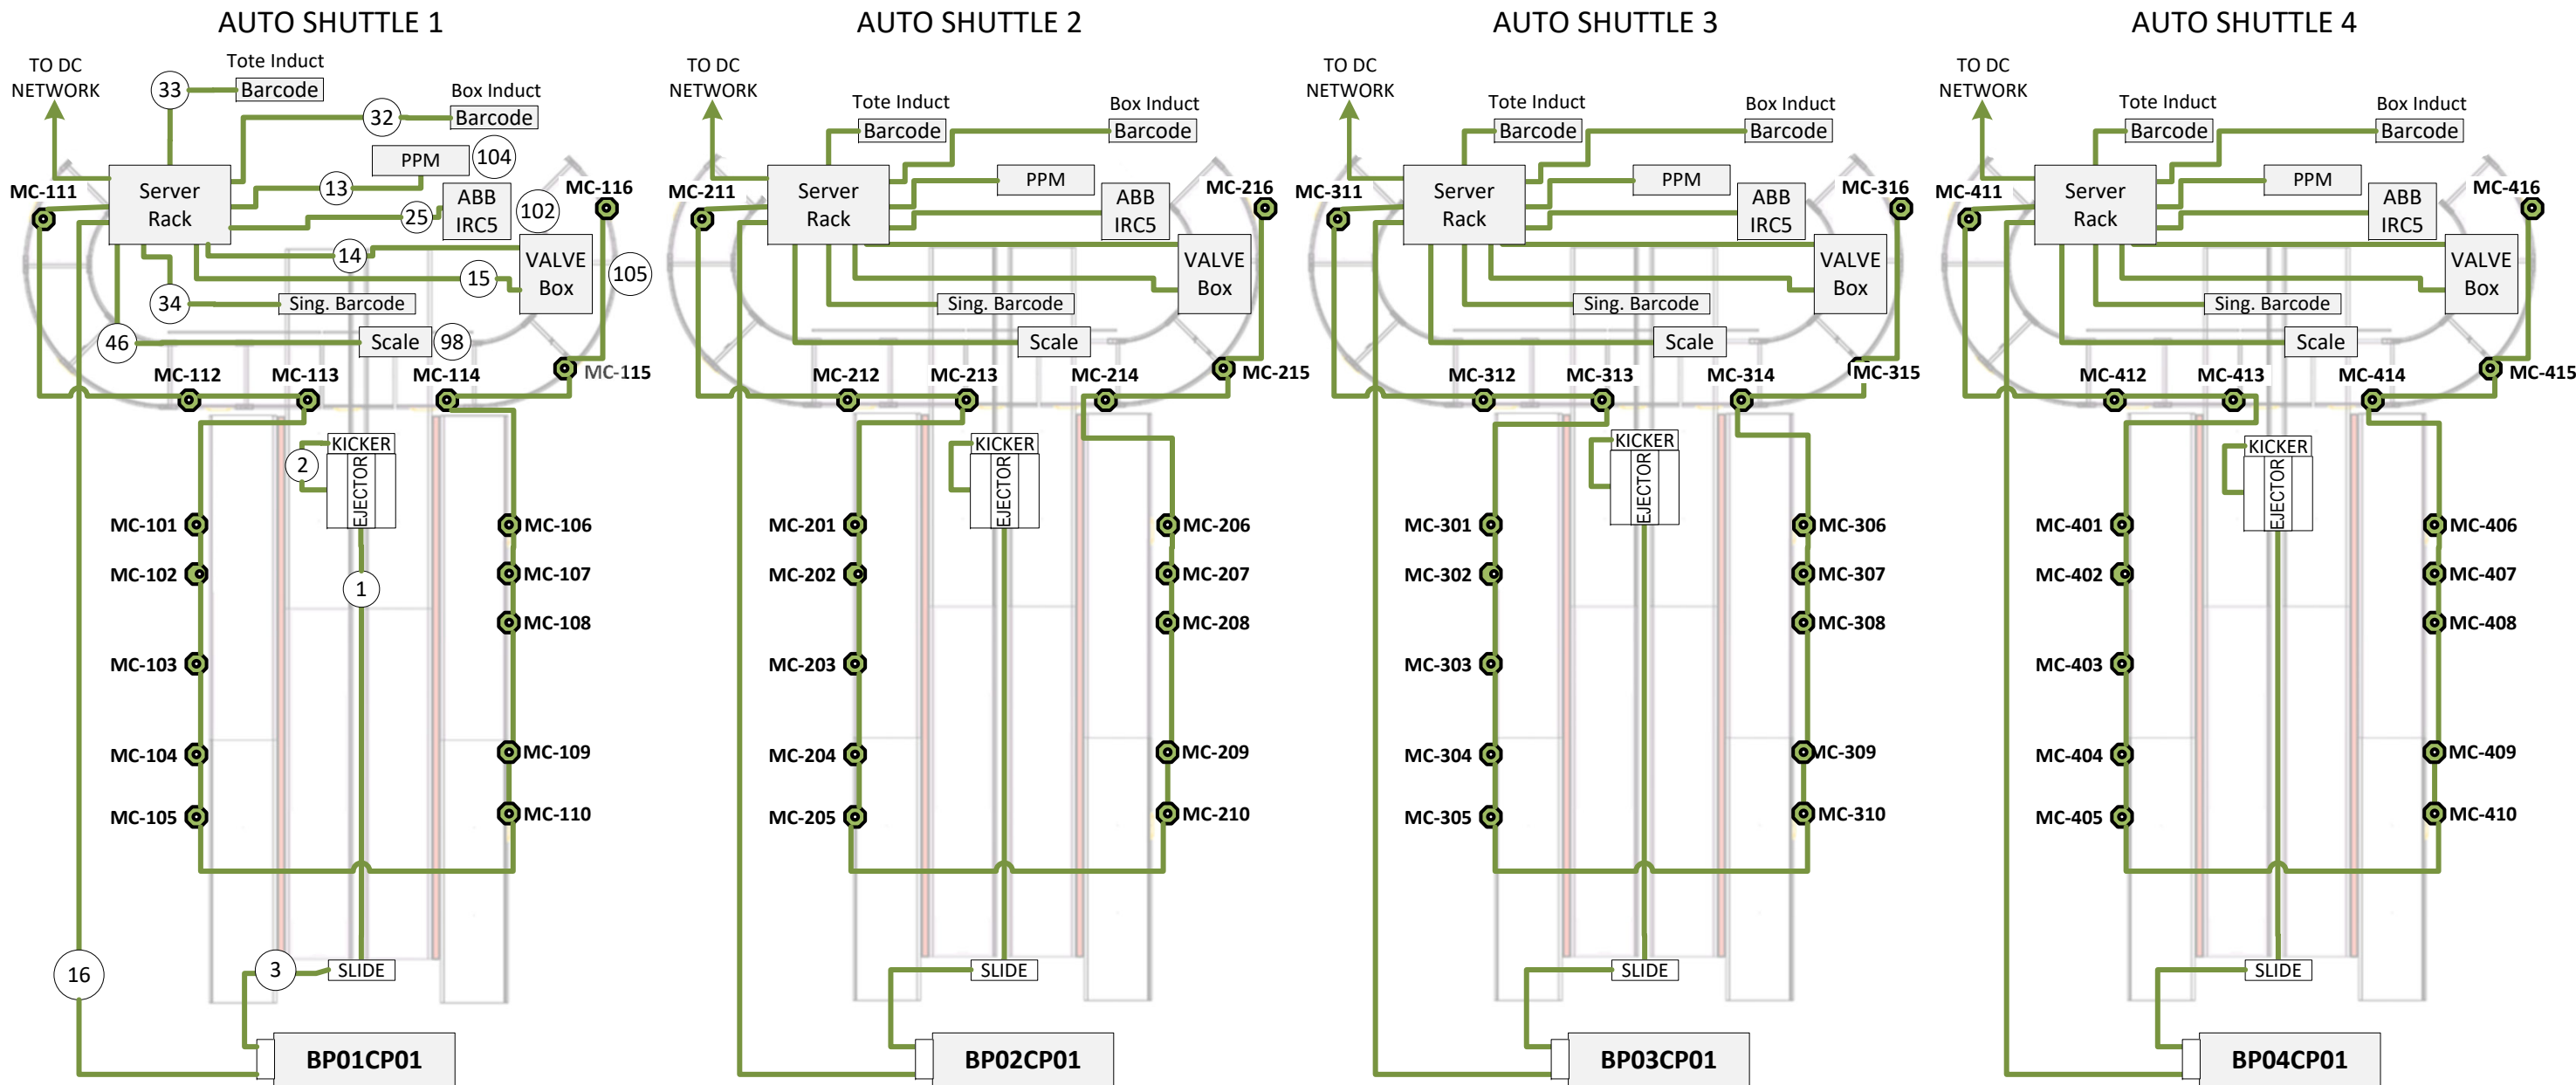 AUTO SHUTTLE 1
TO DC
NETWORK
33
Tote Induct
Barcode
32
Box Induct
Barcode
PPM
104
13
Server
Rack
MC-111
25
ABB
IRC5
102
MC-116
14
15
VALVE
Box
105
34
Sing. Barcode
46
Scale
98
MC-112
MC-113
MC-114
MC-115
KICKER
2
EJECTOR
1
MC-101
MC-102
MC-103
MC-104
MC-105
MC-106
MC-107
MC-108
MC-109
MC-110
16
3
SLIDE
BP01CP01
AUTO SHUTTLE 2
TO DC
NETWORK
Tote Induct
Barcode
Box Induct
Barcode
PPM
Server
Rack
MC-211
ABB
IRC5
MC-216
VALVE
Box
Sing. Barcode
Scale
MC-212
MC-213
MC-214
MC-215
KICKER
EJECTOR
MC-201
MC-202
MC-203
MC-204
MC-205
MC-206
MC-207
MC-208
MC-209
MC-210
SLIDE
BP02CP01
AUTO SHUTTLE 3
TO DC
NETWORK
Tote Induct
Barcode
Box Induct
Barcode
PPM
Server
Rack
MC-311
ABB
IRC5
MC-316
VALVE
Box
Sing. Barcode
Scale
MC-312
MC-313
MC-314
MC-315
KICKER
EJECTOR
MC-301
MC-302
MC-303
MC-304
MC-305
MC-306
MC-307
MC-308
MC-309
MC-310
SLIDE
BP03CP01
AUTO SHUTTLE 4
TO DC
NETWORK
Tote Induct
Barcode
Box Induct
Barcode
PPM
Server
Rack
MC-411
ABB
IRC5
MC-416
VALVE
Box
Sing. Barcode
Scale
MC-412
MC-413
MC-414
MC-415
KICKER
EJECTOR
MC-401
MC-402
MC-403
MC-404
MC-405
MC-406
MC-407
MC-408
MC-409
MC-410
SLIDE
BP04CP01